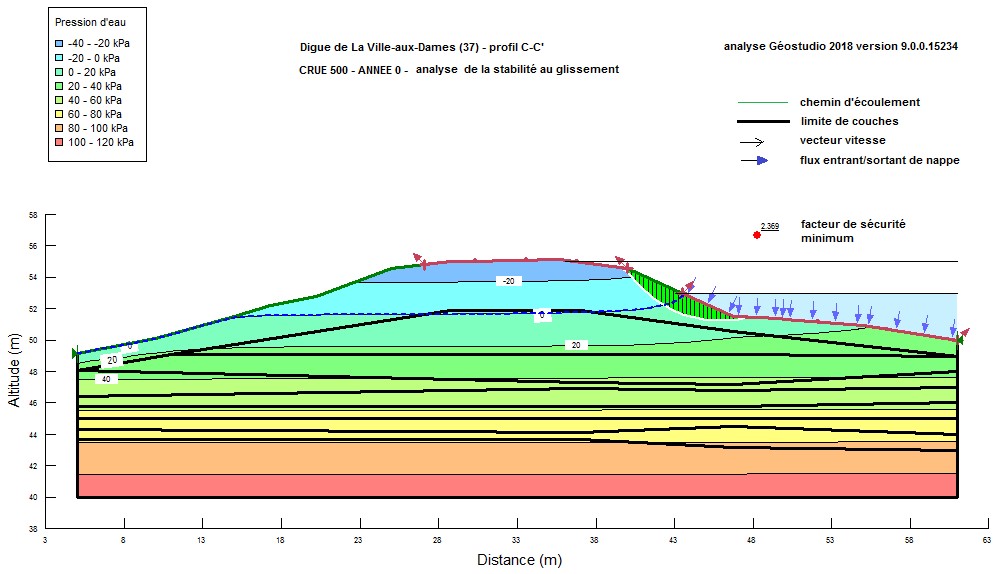 Pression d'eau
-40 - -20 kPa
-20 - 0 kPa
0 - 20 kPa
20 - 40 kPa
40 - 60 kPa
60 - 80 kPa
80 - 100 kPa
100 - 120 kPa
Digue de La Ville-aux-Dames (37) - profil C-C'
CRUE 500 - ANNEE 0 - analyse de la stabilité au glissement
analyse Géostudio 2018 version 9.0.0.15234
chemin d'écoulement
limite de couches
vecteur vitesse
flux entrant/sortant de nappe
2.369
facteur de sécurité
minimum
58
56
54
52
50
48
46
44
42
40
38
Altitude (m)
-20
0
0
20
20
40
3
8
13
18
23
28
33
38
43
48
53
58
63
Distance (m)